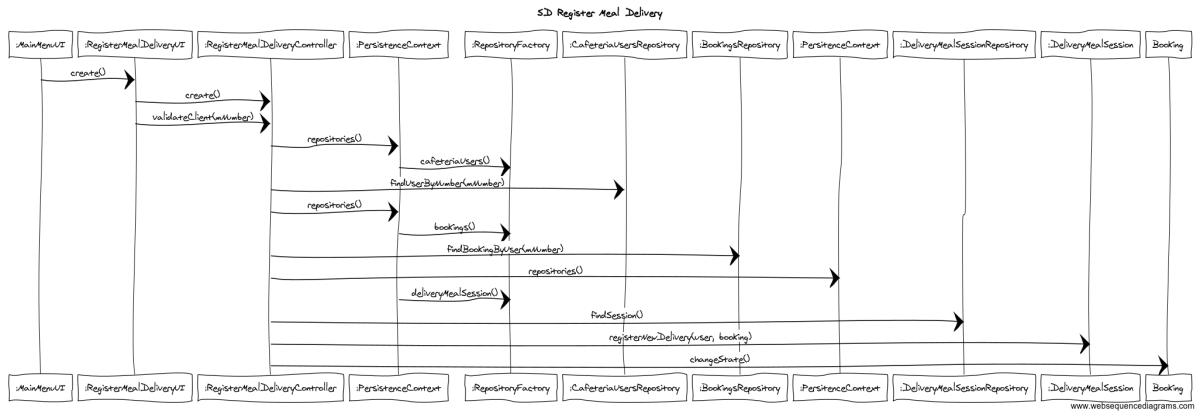 SD Register Meal Delivery
:MainMenuUI :RegisterMealDeliveryUI :RegisterMealDeliveryController :PersistenceContext :RepositoryFactory :CafeteriaUsersRepository :BookingsRepository :PersitenceContext :DeliveryMealSessionRepository :DeliveryMealSession Booking
create()
create()
validateClient(mNumber)
repositories()
cafeteriaUsers()
findUserByNumber(mNumber)
repositories()
bookings()
findBookingByUser(mNumber)
repositories()
deliveryMealSession()
findSession()
registerNewDelivery(user, booking)
changeState()
:MainMenuUI :RegisterMealDeliveryUI :RegisterMealDeliveryController :PersistenceContext :RepositoryFactory :CafeteriaUsersRepository :BookingsRepository :PersitenceContext :DeliveryMealSessionRepository :DeliveryMealSession Booking
www.websequencediagrams.com